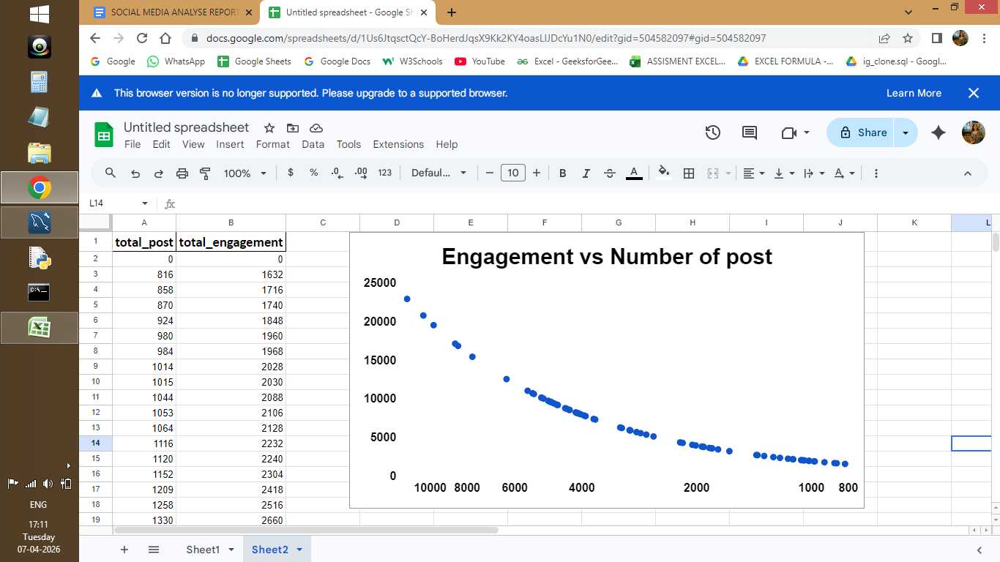 SOCIAL MEDIA ANALYSE REPORT
Untitled spreadsheet - Google Sh
docs.google.com/spreadsheets/d/1Us6JtqsctQcY-BoHerdJqsX9Kk2KY4oasLIJDcYu1N0/edit?gid=504582097#gid=504582097
Google WhatsApp Google Sheets Google Docs W3Schools YouTube Excel - GeeksforGee... ASSISMENT EXCEL... EXCEL FORMULA -... ig_clone.sql - Googl...
This browser version is no longer supported. Please upgrade to a supported browser. Learn More
Untitled spreadsheet
File Edit View Insert Format Data Tools Extensions Help
Share
100% $ % .0 .00 123 Defaul... 10 B I A
L14 fx
A B C D E F G H I J K L
1 total_post total_engagement
2 0 0
3 816 1632
4 858 1716
5 870 1740
6 924 1848
7 980 1960
8 984 1968
9 1014 2028
10 1015 2030
11 1044 2088
12 1053 2106
13 1064 2128
14 1116 2232
15 1120 2240
16 1152 2304
17 1209 2418
18 1258 2516
19 1330 2660
Engagement vs Number of post
25000
20000
15000
10000
5000
0
10000 8000 6000 4000 2000 1000 800
Sheet1 Sheet2
ENG
17:11
Tuesday
07-04-2026